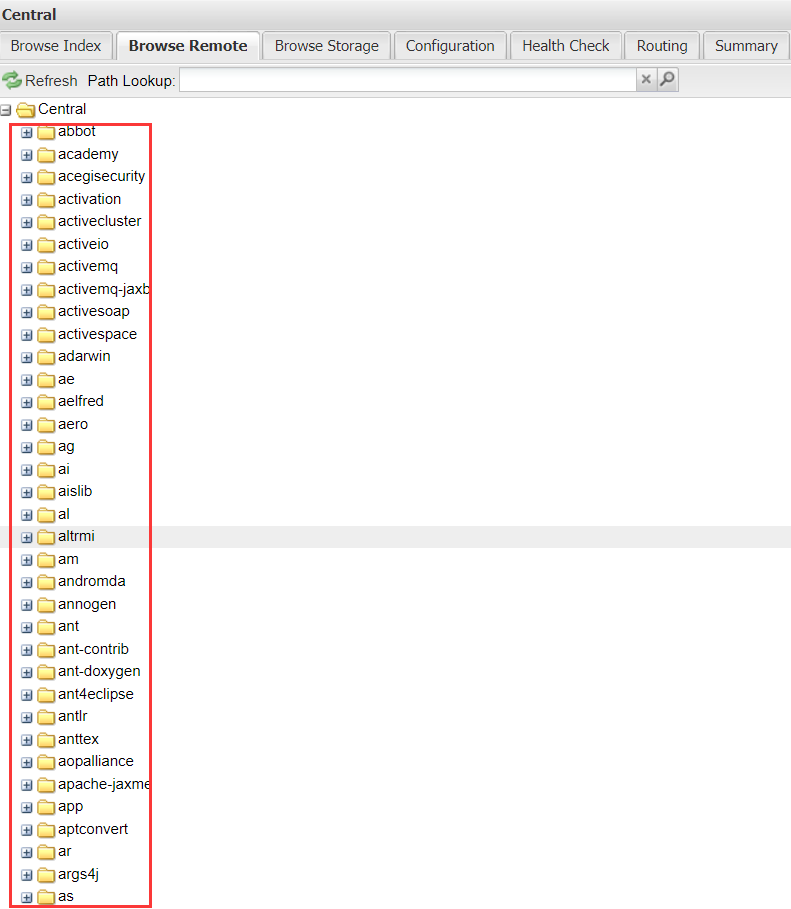 Central
Browse Index Browse Remote Browse Storage Configuration Health Check Routing Summary
Refresh Path Lookup:
Central
abbot
academy
acegisecurity
activation
activecluster
activeio
activemq
activemq-jaxb
activesoap
activespace
adarwin
ae
aelfred
aero
ag
ai
aislib
al
altrmi
am
andromda
annogen
ant
ant-contrib
ant-doxygen
ant4eclipse
antlr
anttex
aopalliance
apache-jaxme
app
aptconvert
ar
args4j
as